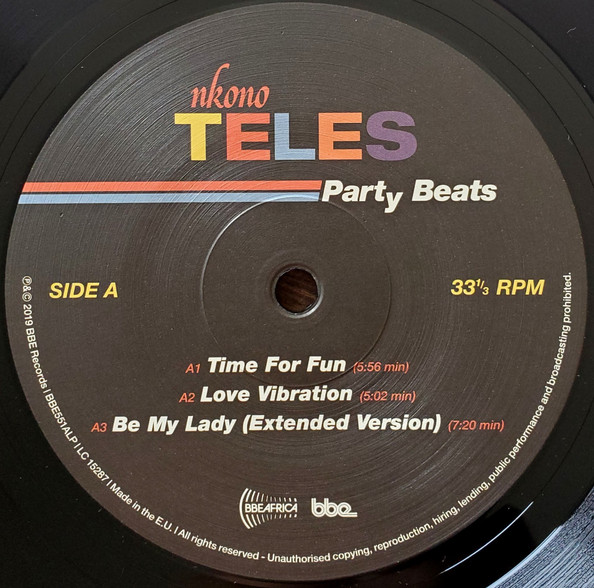 nkono
TELES
Party Beats
SIDE A
33⅓ RPM
A1 Time For Fun (5:56 min)
A2 Love Vibration (5:02 min)
A3 Be My Lady (Extended Version) (7:20 min)
BBEAFRICA
bbe
℗&© 2019 BBE Records | BBE551ALP | LC 15287 | Made in the E.U. | All rights reserved - Unauthorised copying, reproduction, hiring, lending, public performance and broadcasting prohibited.